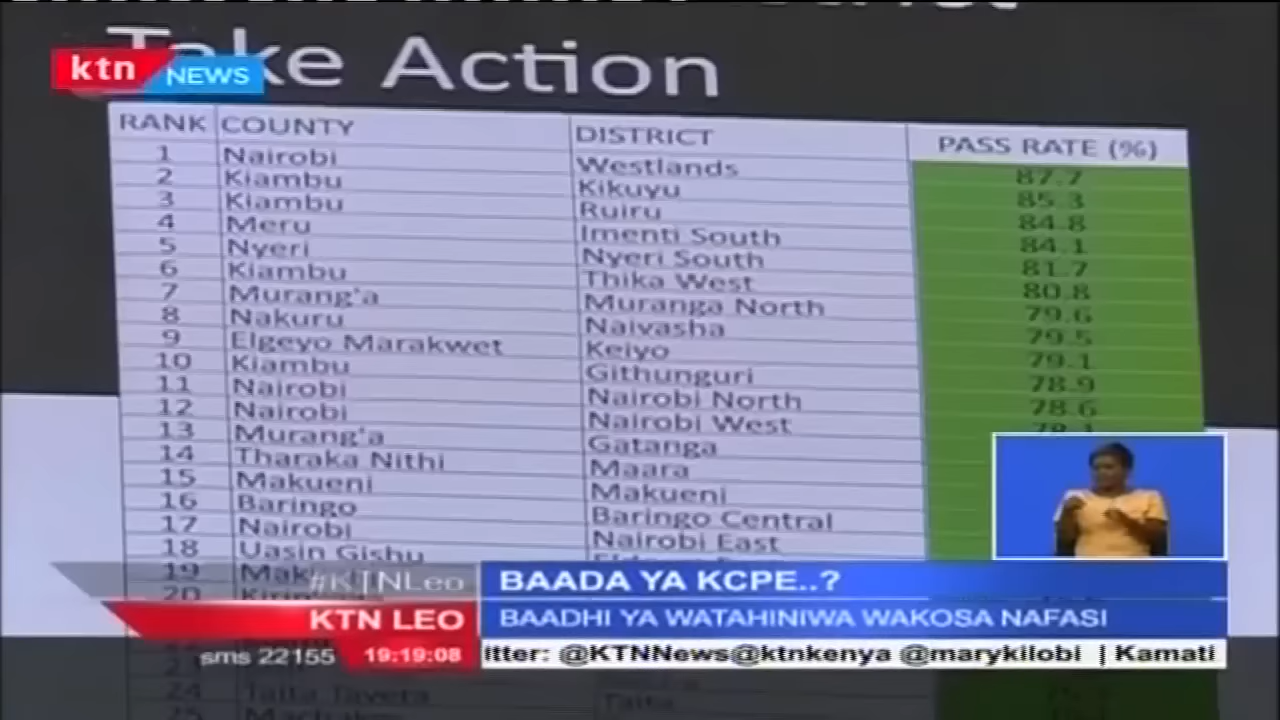 Take Action
ktn NEWS
RANK COUNTY DISTRICT PASS RATE (%)
1 Nairobi Westlands 87.7
2 Kiambu Kikuyu 85.3
3 Kiambu Ruiru 84.8
4 Meru Imenti South 84.1
5 Nyeri Nyeri South 81.7
6 Kiambu Thika West 80.8
7 Murang'a Muranga North 79.6
8 Nakuru Naivasha 79.5
9 Elgeyo Marakwet Keiyo 79.1
10 Kiambu Githunguri 78.9
11 Nairobi Nairobi North 78.6
12 Nairobi Nairobi West 78.1
13 Murang'a Gatanga
14 Tharaka Nithi Maara
15 Makueni Makueni
16 Baringo Baringo Central
17 Nairobi Nairobi East
18 Uasin Gishu
19
20
24 Taita Taveta Taita
25
#KTNLeo
BAADA YA KCPE..?
KTN LEO
BAADHI YA WATAHINIWA WAKOSA NAFASI
sms 22155 19:19:08
itter: @KTNNews@ktnkenya @marykilobi | Kamati